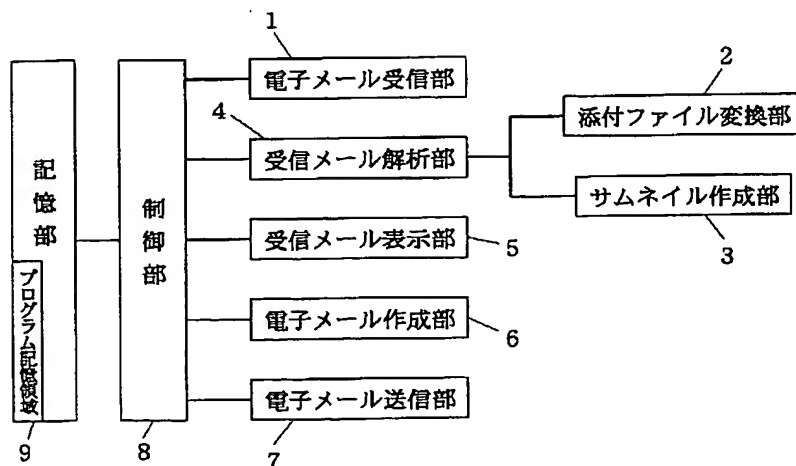 1
電子メール受信部
2
添付ファイル変換部
4
受信メール解析部
サムネイル作成部
3
記憶部
制御部
受信メール表示部
5
プログラム記憶領域
電子メール作成部
6
電子メール送信部
9
8
7